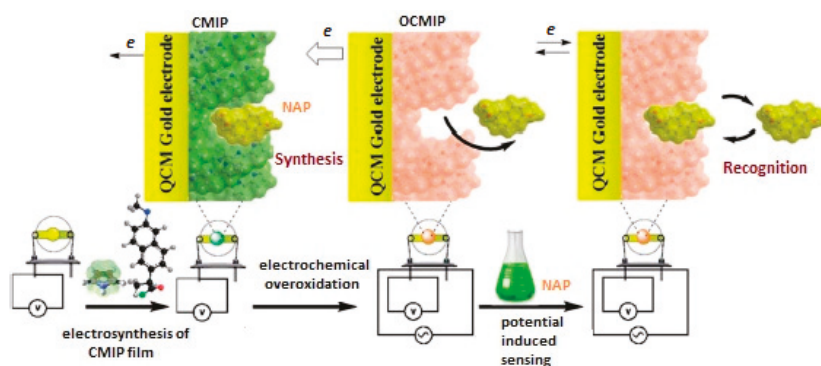 CMIP
OCMIP
e
e
e
QCM Gold electrode
NAP
Synthesis
QCM Gold electrode
QCM Gold electrode
Recognition
V
electrosynthesis of
CMIP film
V
electrochemical
overoxidation
V
NAP
potential
induced
sensing
V